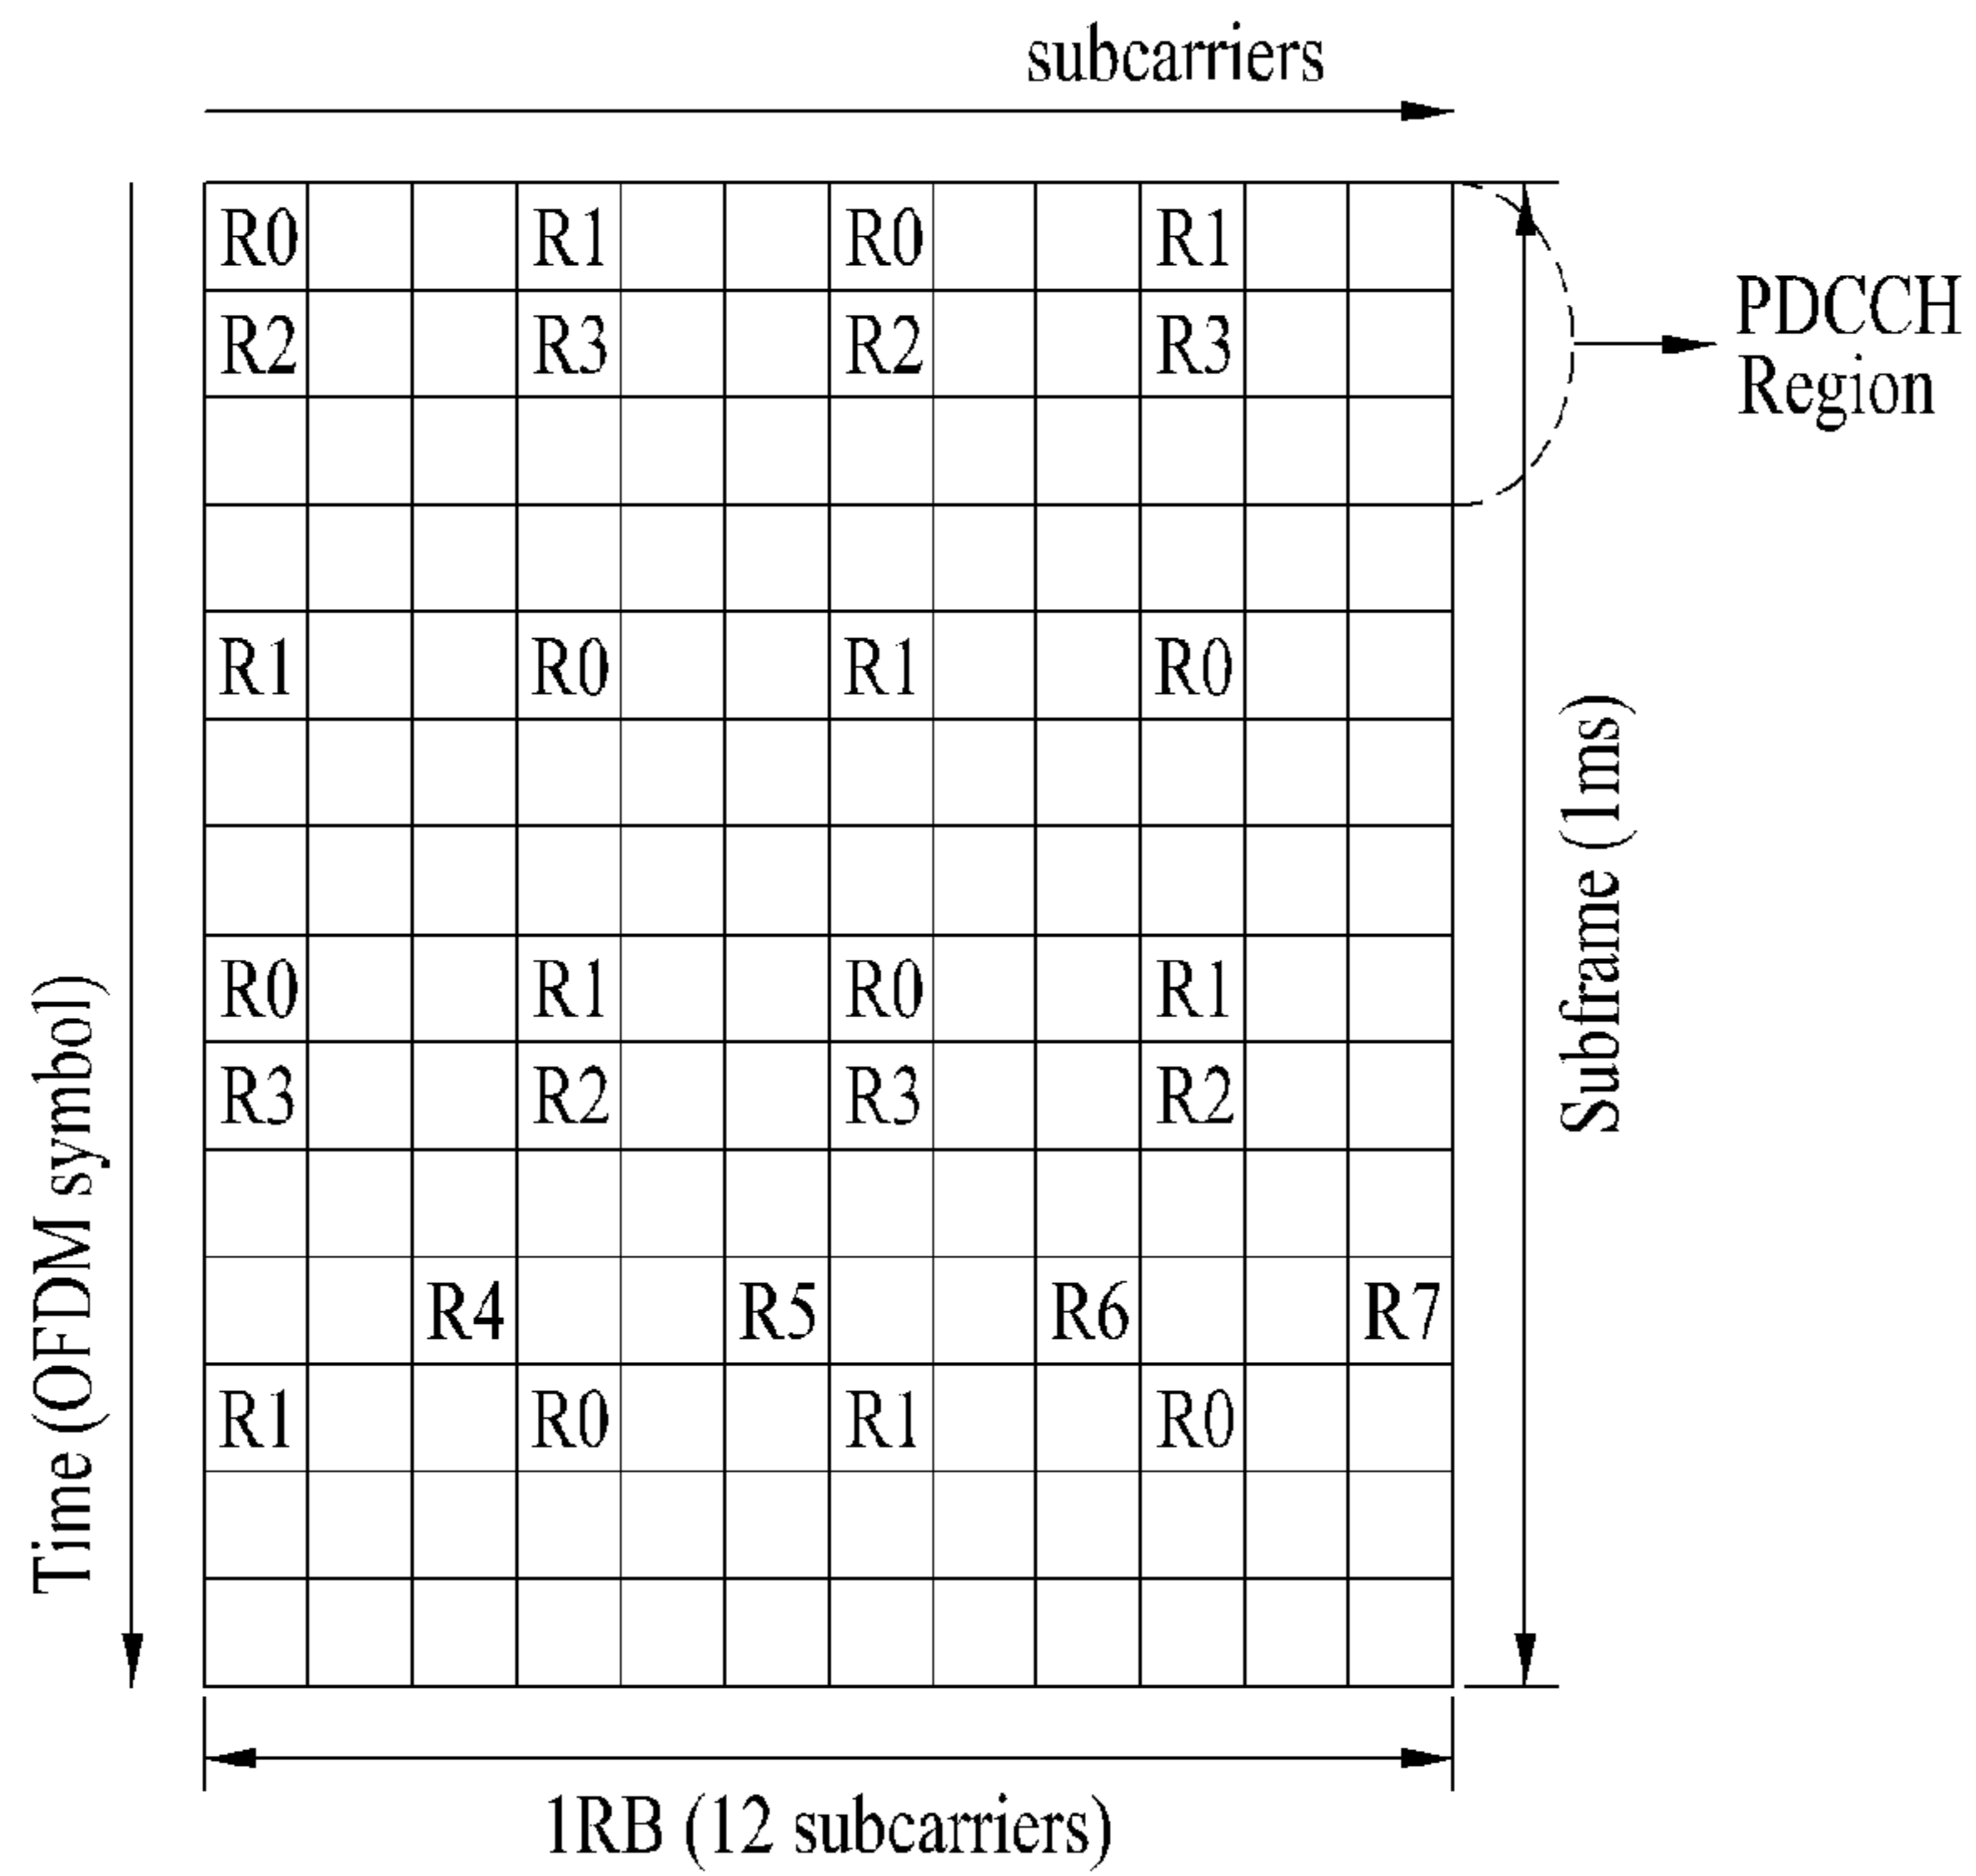 subcarriers
R0 R1 R0 R1
R2 R3 R2 R3
PDCCH
Region
R1 R0 R1 R0
R0 R1 R0 R1
R3 R2 R3 R2
R4 R5 R6 R7
R1 R0 R1 R0
Time (OFDM symbol)
Subframe (1ms)
1RB (12 subcarriers)